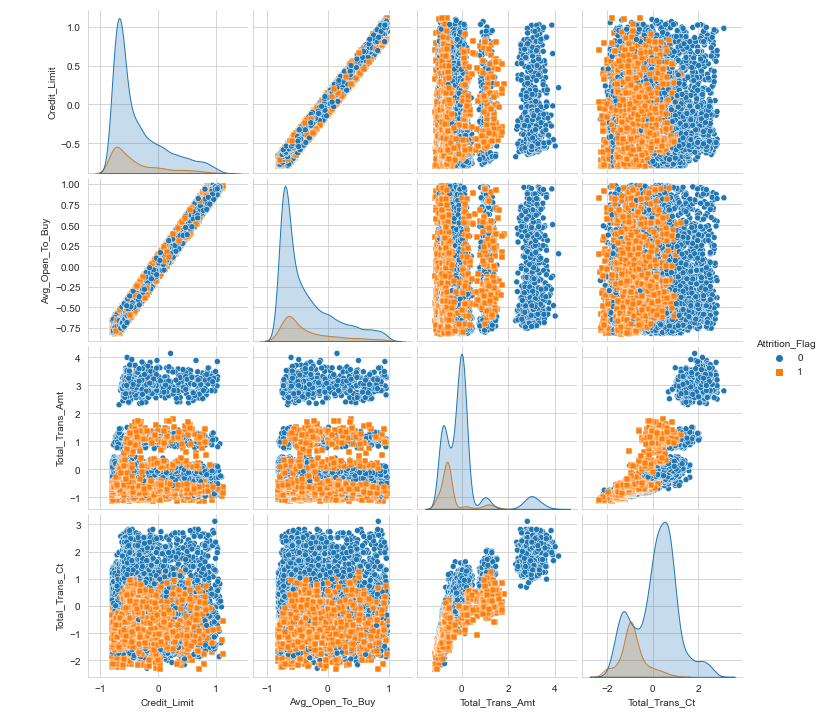 1.0
0.5
0.0
−0.5
Credit_Limit
1.00
0.75
0.50
0.25
0.00
−0.25
−0.50
−0.75
Avg_Open_To_Buy
4
3
2
1
0
−1
Total_Trans_Amt
Attrition_Flag
0
1
3
2
1
0
−1
−2
Total_Trans_Ct
−1 0 1
−1 0 1
0 2 4
−2 0 2
Credit_Limit
Avg_Open_To_Buy
Total_Trans_Amt
Total_Trans_Ct